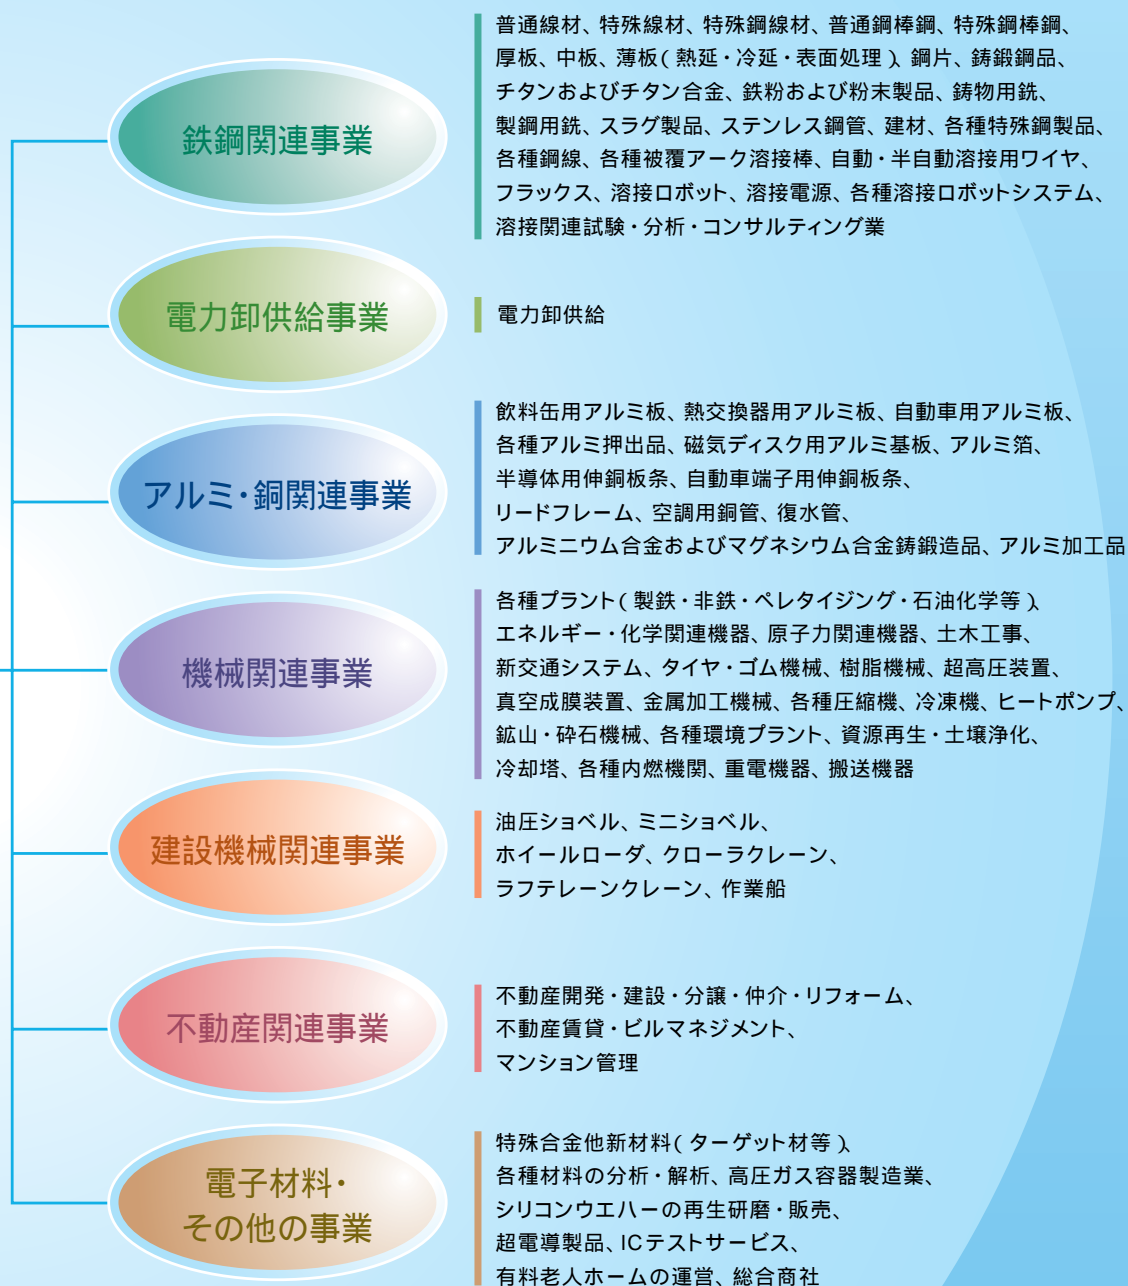 鉄鋼関連事業
普通線材、特殊線材、特殊鋼線材、普通鋼棒鋼、特殊鋼棒鋼、
厚板、中板、薄板(熱延・冷延・表面処理)、鋼片、鋳鍛鋼品、
チタンおよびチタン合金、鉄粉および粉末製品、鋳物用銑、
製鋼用銑、スラグ製品、ステンレス鋼管、建材、各種特殊鋼製品、
各種鋼線、各種被覆アーク溶接棒、自動・半自動溶接用ワイヤ、
フラックス、溶接ロボット、溶接電源、各種溶接ロボットシステム、
溶接関連試験・分析・コンサルティング業
電力卸供給事業
電力卸供給
アルミ・銅関連事業
飲料缶用アルミ板、熱交換器用アルミ板、自動車用アルミ板、
各種アルミ押出品、磁気ディスク用アルミ基板、アルミ箔、
半導体用伸銅板条、自動車端子用伸銅板条、
リードフレーム、空調用銅管、復水管、
アルミニウム合金およびマグネシウム合金鋳鍛造品、アルミ加工品
機械関連事業
各種プラント(製鉄・非鉄・ペレタイジング・石油化学等)、
エネルギー・化学関連機器、原子力関連機器、土木工事、
新交通システム、タイヤ・ゴム機械、樹脂機械、超高圧装置、
真空成膜装置、金属加工機械、各種圧縮機、冷凍機、ヒートポンプ、
鉱山・砕石機械、各種環境プラント、資源再生・土壌浄化、
冷却塔、各種内燃機関、重電機器、搬送機器
建設機械関連事業
油圧ショベル、ミニショベル、
ホイールローダ、クローラクレーン、
ラフテレーンクレーン、作業船
不動産関連事業
不動産開発・建設・分譲・仲介・リフォーム、
不動産賃貸・ビルマネジメント、
マンション管理
電子材料・
その他の事業
特殊合金他新材料(ターゲット材等)、
各種材料の分析・解析、高圧ガス容器製造業、
シリコンウエハーの再生研磨・販売、
超電導製品、ICテストサービス、
有料老人ホームの運営、総合商社